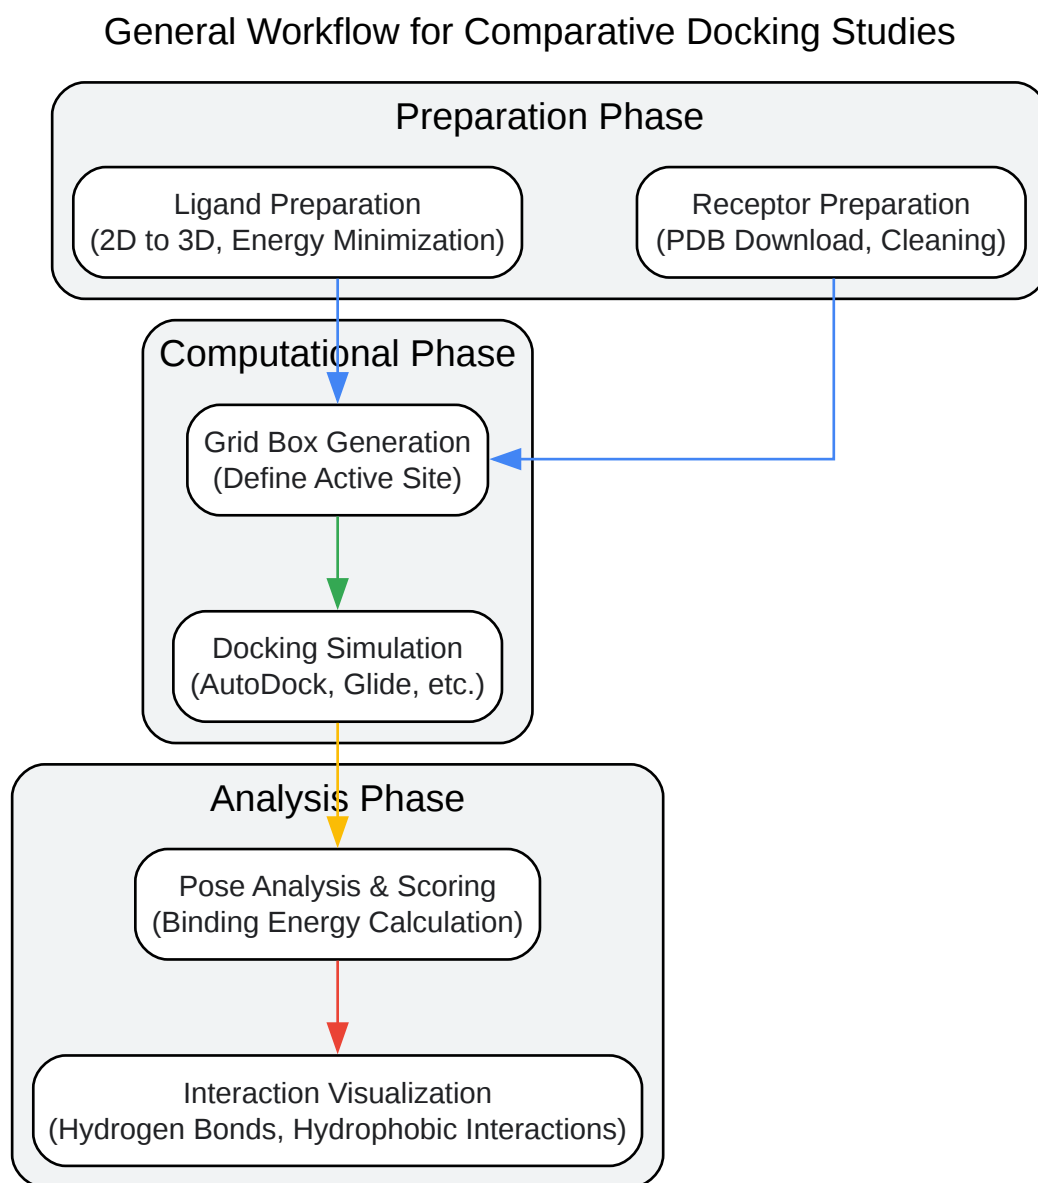 General Workflow for Comparative Docking Studies
Preparation Phase
Ligand Preparation
(2D to 3D, Energy Minimization)
Receptor Preparation
(PDB Download, Cleaning)
Computational Phase
Grid Box Generation
(Define Active Site)
Docking Simulation
(AutoDock, Glide, etc.)
Analysis Phase
Pose Analysis & Scoring
(Binding Energy Calculation)
Interaction Visualization
(Hydrogen Bonds, Hydrophobic Interactions)